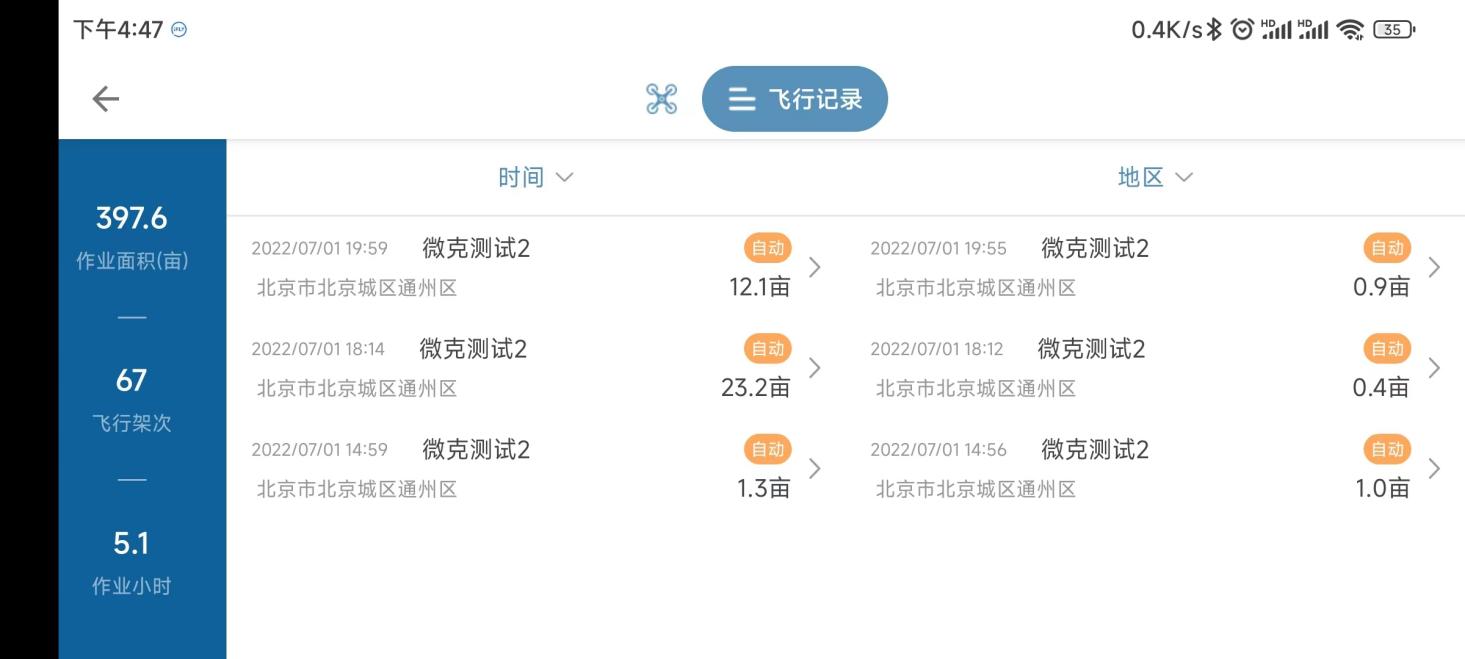 下午4:47
0.4K/s HD HD 35
飞行记录
时间
地区
397.6
作业面积(亩)
67
飞行架次
5.1
作业小时
2022/07/01 19:59 微克测试2 自动
北京市北京城区通州区 12.1亩
2022/07/01 19:55 微克测试2 自动
北京市北京城区通州区 0.9亩
2022/07/01 18:14 微克测试2 自动
北京市北京城区通州区 23.2亩
2022/07/01 18:12 微克测试2 自动
北京市北京城区通州区 0.4亩
2022/07/01 14:59 微克测试2 自动
北京市北京城区通州区 1.3亩
2022/07/01 14:56 微克测试2 自动
北京市北京城区通州区 1.0亩